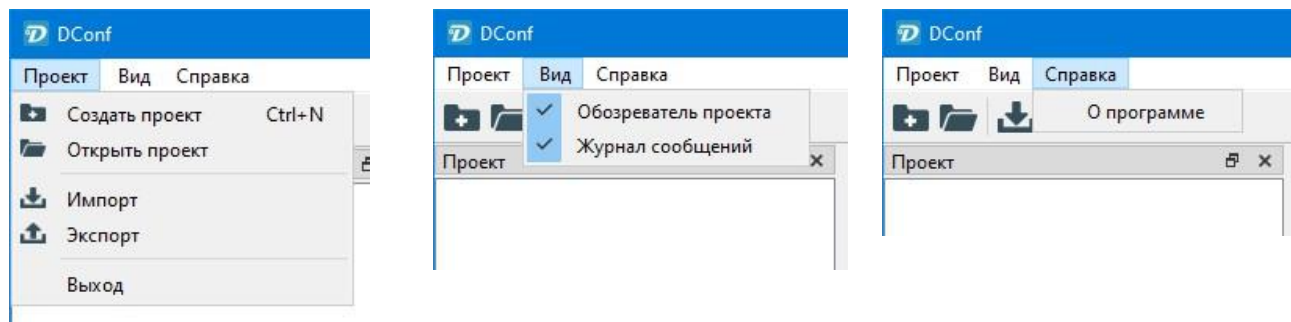 DConf
Проект Вид Справка
Создать проект Ctrl+N
Открыть проект
Импорт
Экспорт
Выход
DConf
Проект Вид Справка
Обозреватель проекта
Журнал сообщений
Проект
DConf
Проект Вид Справка
О программе
Проект